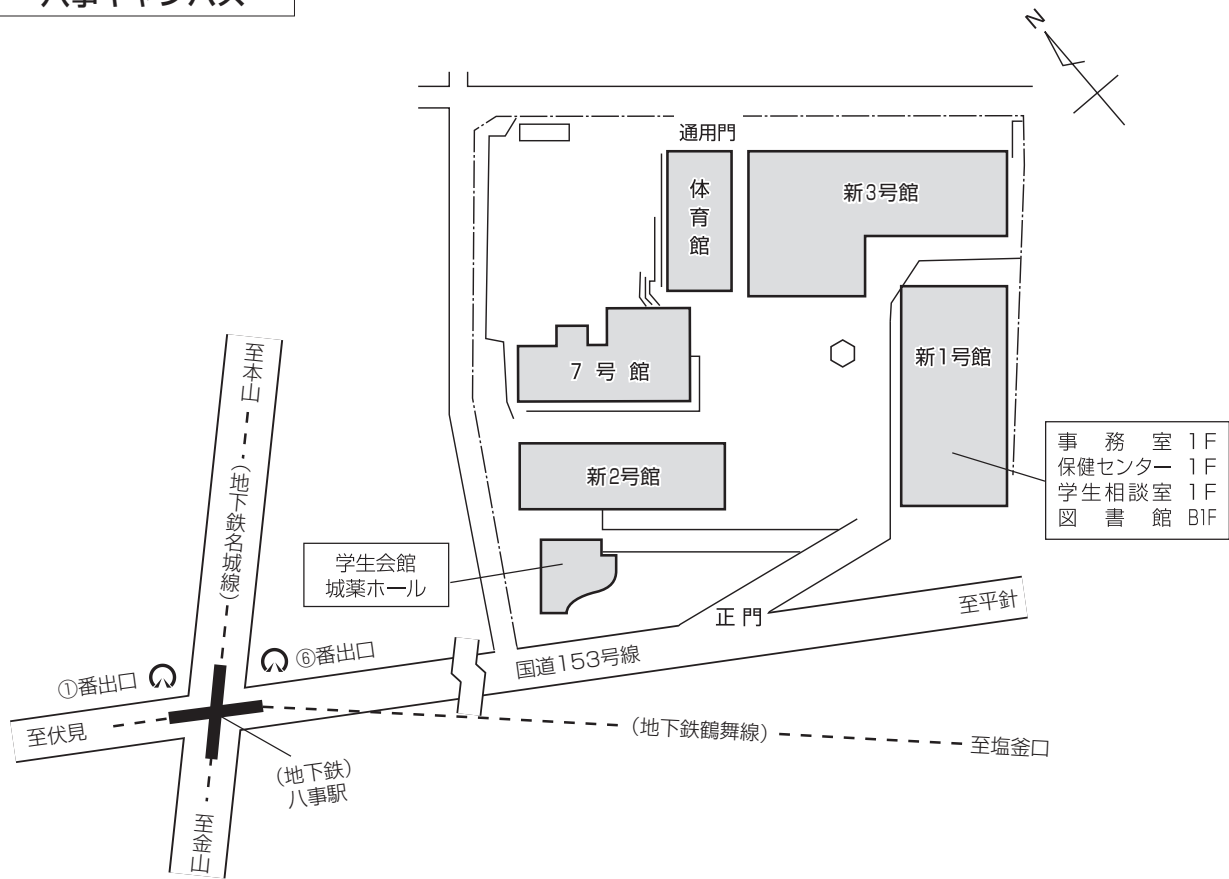 八事キャンパス
N
通用門
体育館
新3号館
7号館
新1号館
新2号館
事務室 1F
保健センター 1F
学生相談室 1F
図書館 B1F
学生会館
城薬ホール
正門
至平針
国道153号線
至本山
(地下鉄名城線)
①番出口
⑥番出口
至伏見
(地下鉄鶴舞線)
至塩釜口
(地下鉄)
八事駅
至金山